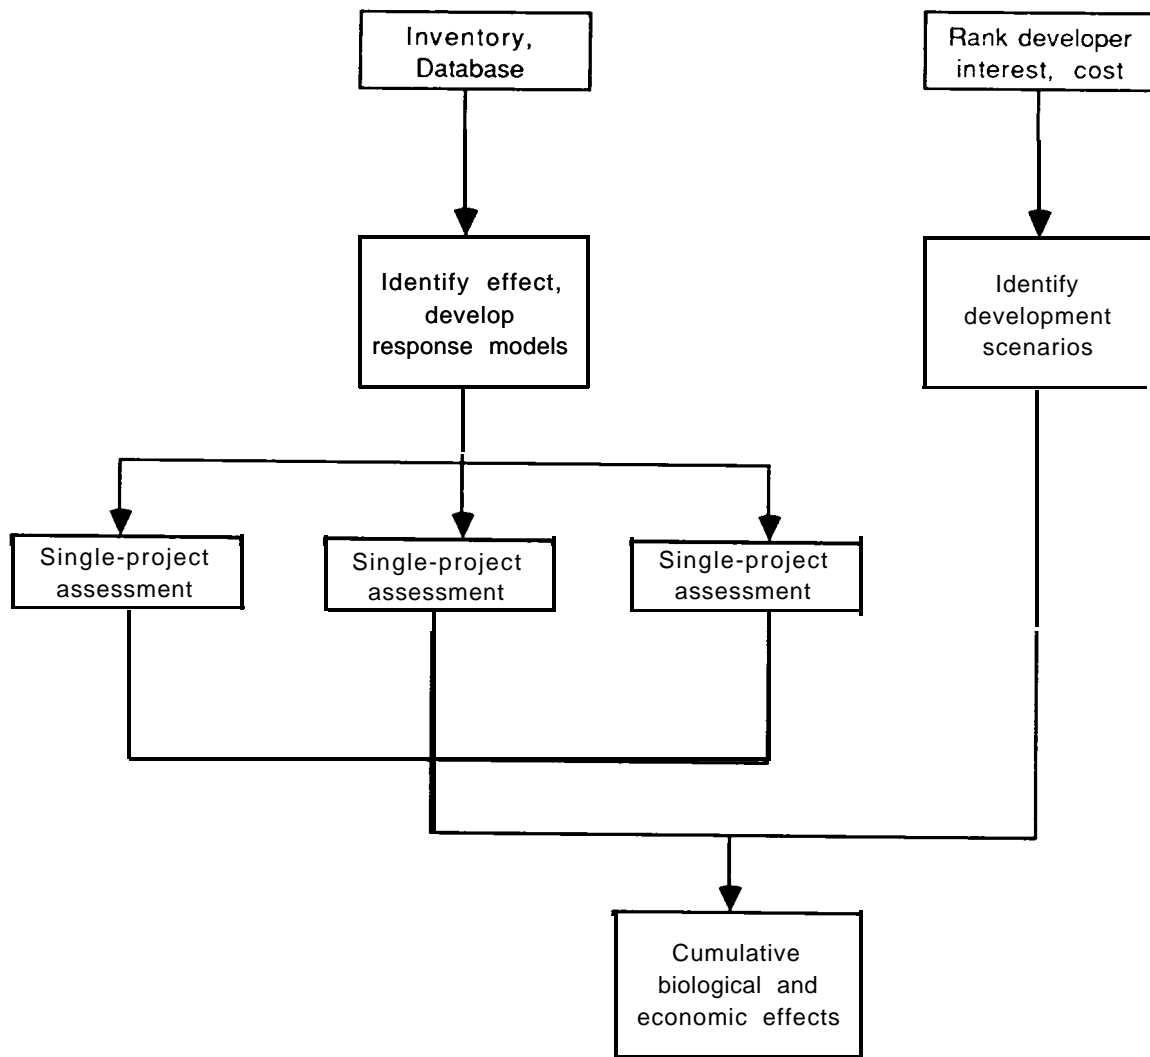 Inventory,
Database
Rank developer
interest, cost
Identify effect,
develop
response models
Identify
development
scenarios
Single-project
assessment
Single-project
assessment
Single-project
assessment
Cumulative
biological and
economic effects